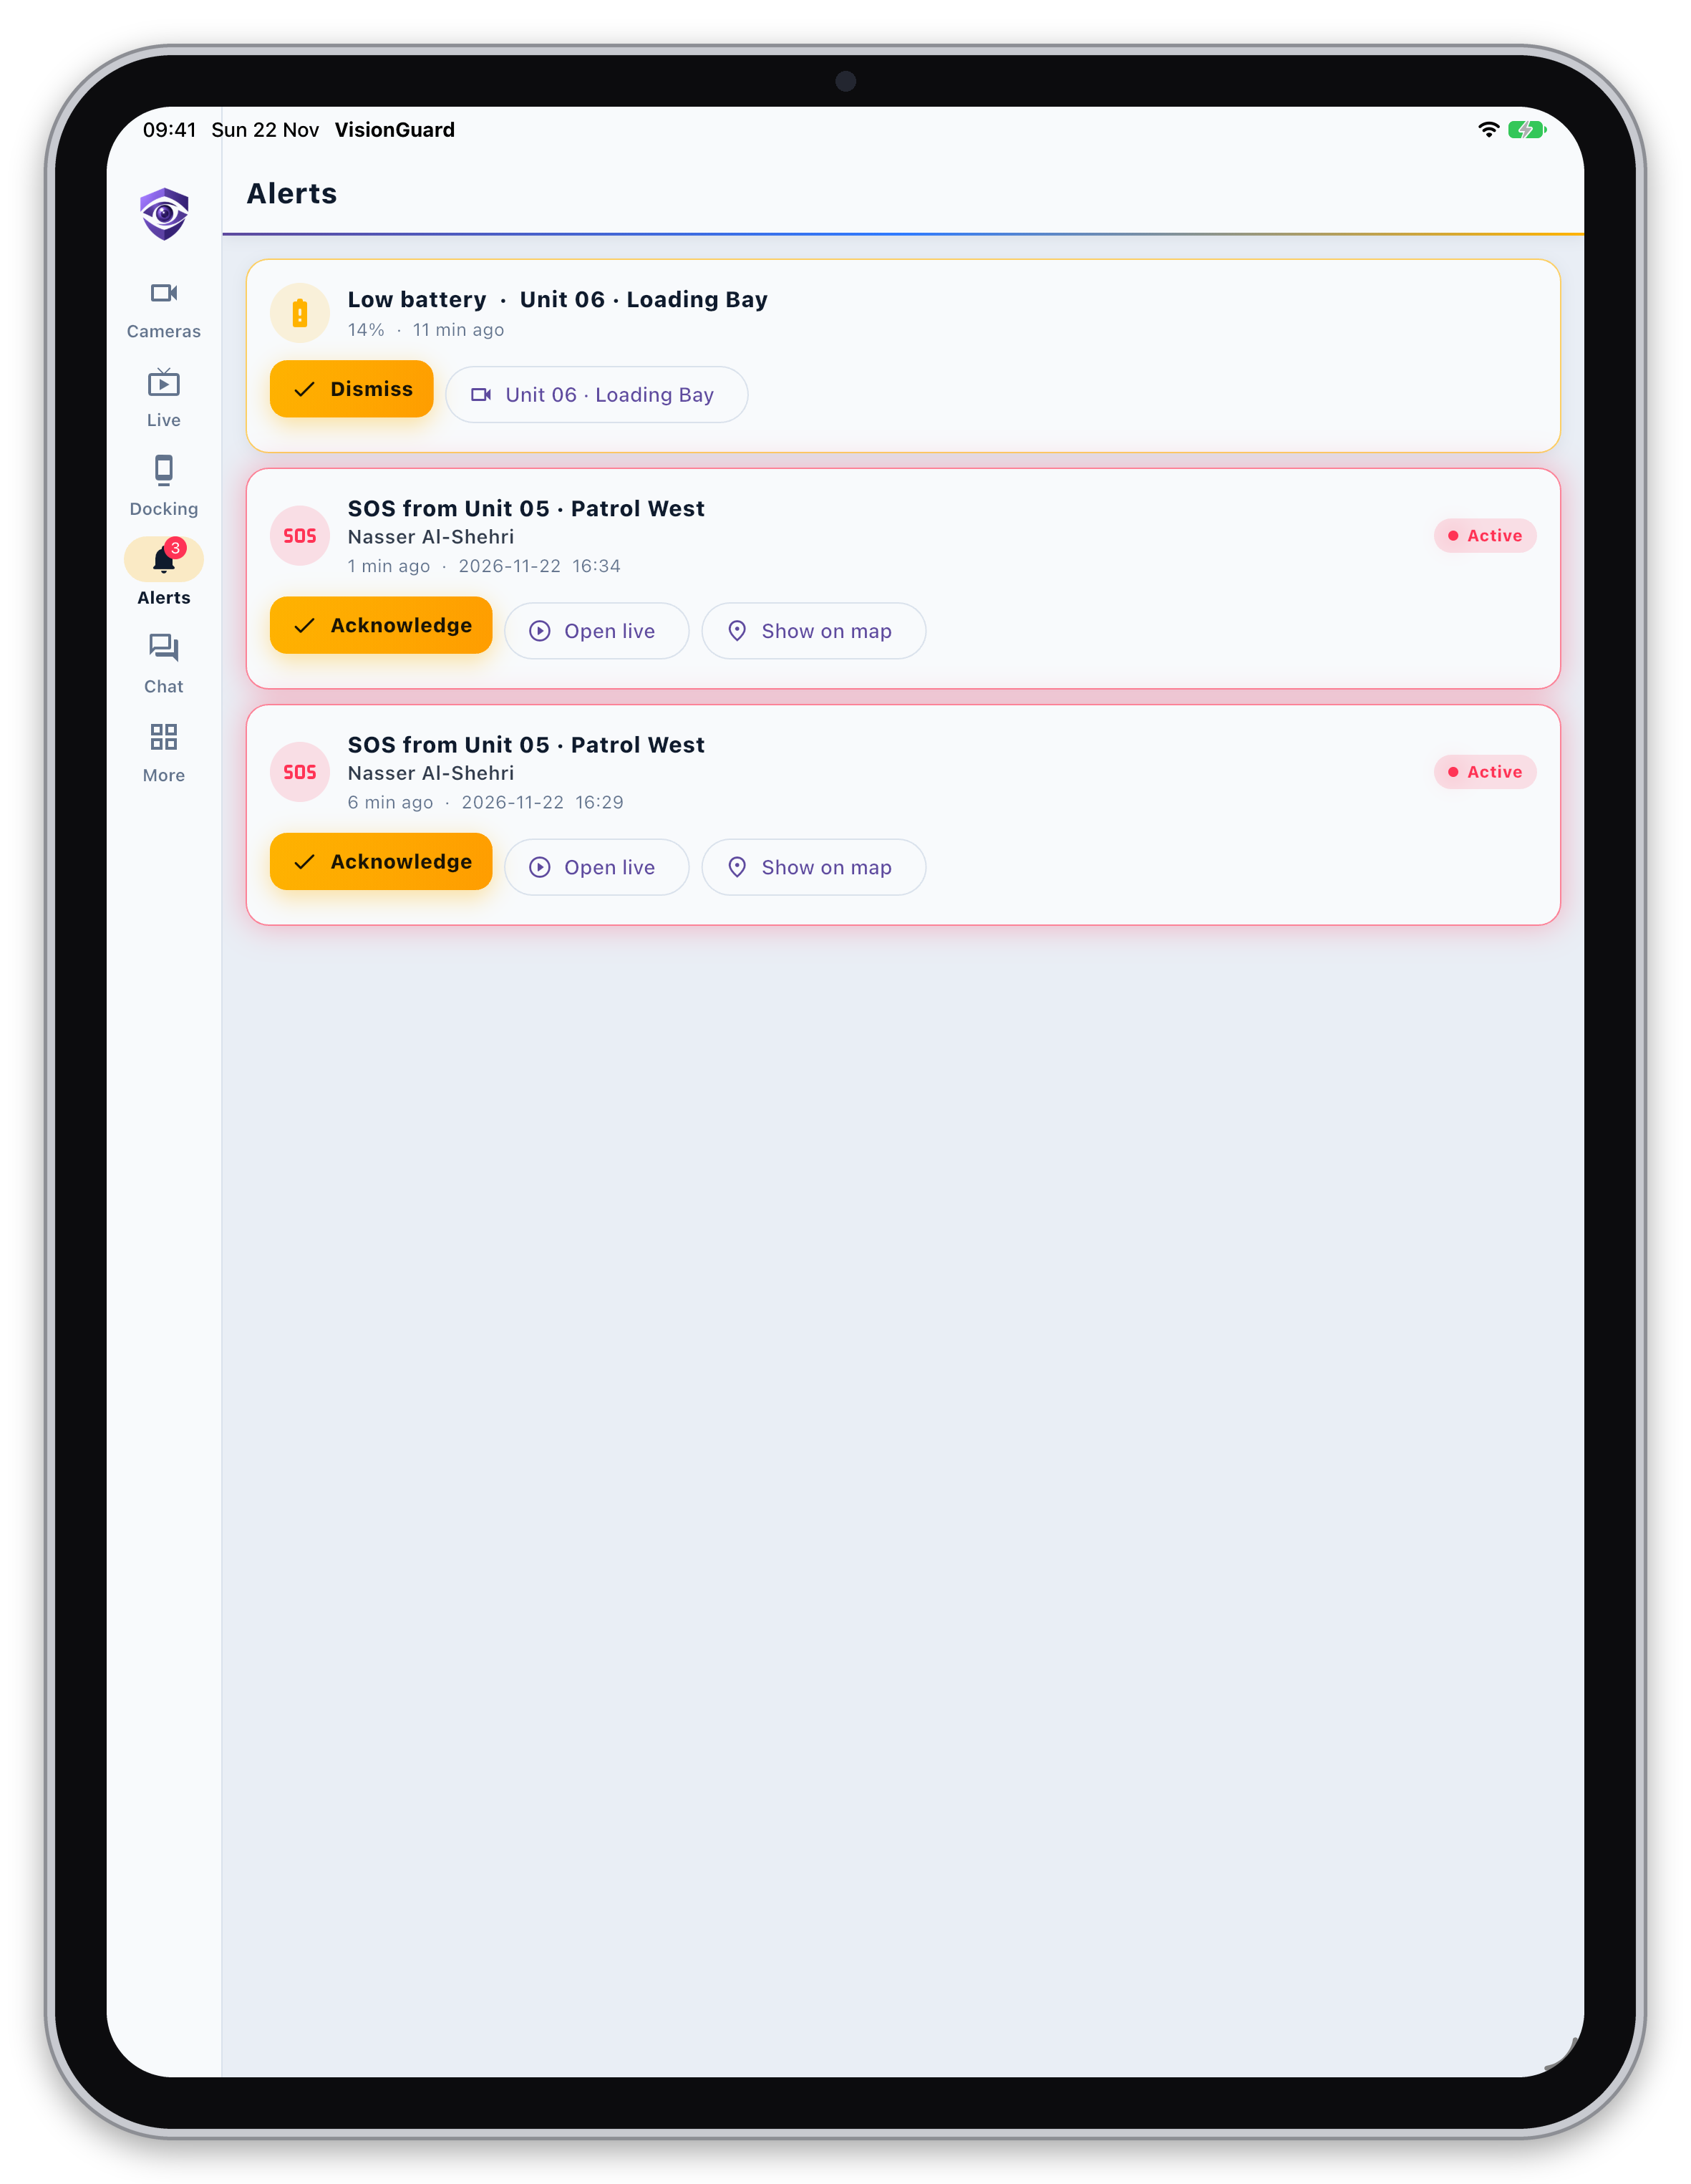 09:41 Sun 22 Nov VisionGuard
Alerts
Cameras
Live
Docking
3
Alerts
Chat
More
Low battery · Unit 06 · Loading Bay
14% · 11 min ago
Dismiss
Unit 06 · Loading Bay
SOS
SOS from Unit 05 · Patrol West
Nasser Al-Shehri
1 min ago · 2026-11-22 16:34
Active
Acknowledge
Open live
Show on map
SOS
SOS from Unit 05 · Patrol West
Nasser Al-Shehri
6 min ago · 2026-11-22 16:29
Active
Acknowledge
Open live
Show on map